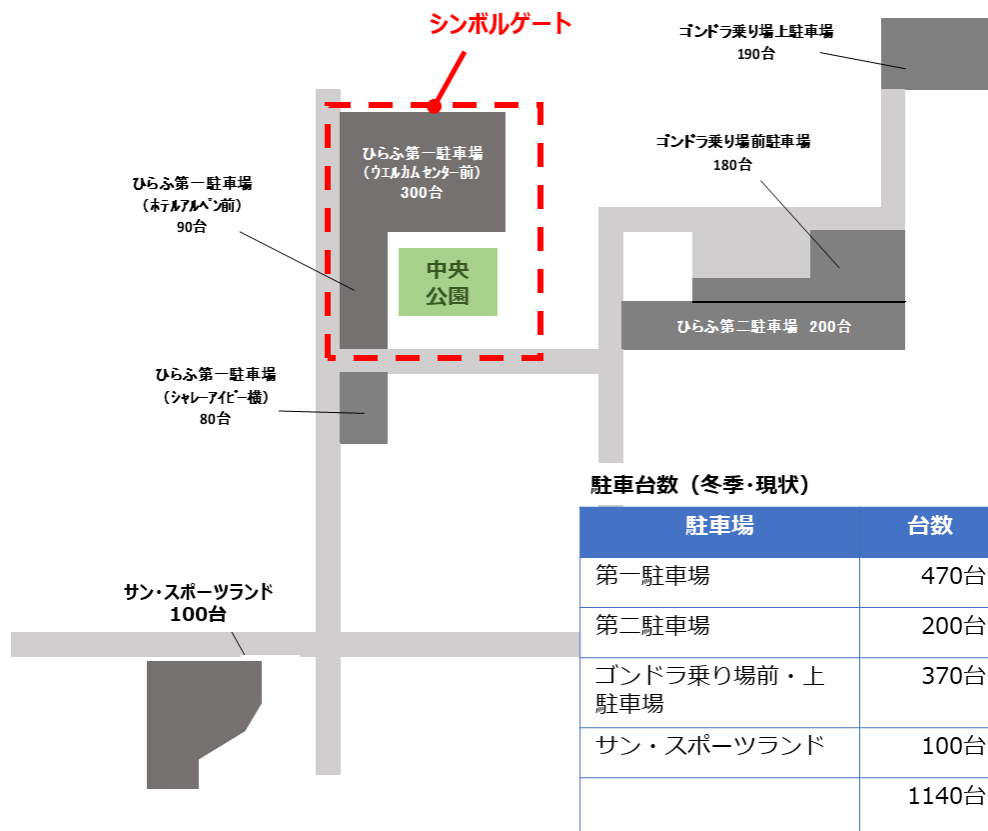 シンボルゲート
ゴンドラ乗り場上駐車場
190台
ゴンドラ乗り場前駐車場
180台
ひらふ第一駐車場
(ウエルカムセンター前)
300台
ひらふ第一駐車場
(ホテルアルペン前)
90台
中央
公園
ひらふ第二駐車場 200台
ひらふ第一駐車場
(シャレーアイビー横)
80台
サン・スポーツランド
100台
駐車台数(冬季・現状)
駐車場 台数
第一駐車場 470台
第二駐車場 200台
ゴンドラ乗り場前・上 370台
駐車場
サン・スポーツランド 100台
1140台